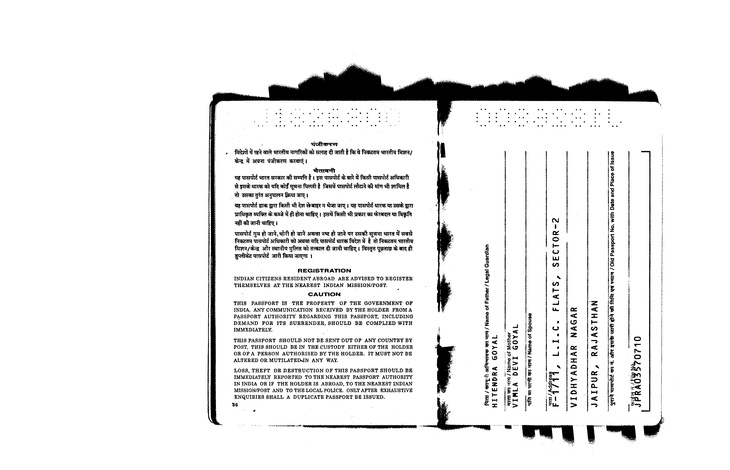 पंजीकरण
विदेशों में रहने वाले भारतीय नागरिकों को सलाह दी जाती है कि वे निकटतम भारतीय मिशन/
केन्द्र में अपना पंजीकरण करवाएं।
चेतावनी
यह पासपोर्ट भारत सरकार की सम्पत्ति है। इस पासपोर्ट के बारे में किसी पासपोर्ट अधिकारी
से इसके धारक को यदि कोई सूचना मिलती है जिसमें पासपोर्ट लौटाने की मांग भी शामिल है
तो उसका तुरंत अनुपालन किया जाए।
यह पासपोर्ट डाक द्वारा किसी भी देश से बाहर न भेजा जाए। यह पासपोर्ट धारक या उसके द्वारा
प्राधिकृत व्यक्ति के कब्जे में ही होना चाहिए। इसमें किसी भी प्रकार का फेरबदल या विकृति
नहीं की जानी चाहिए।
पासपोर्ट गुम हो जाने, चोरी हो जाने अथवा नष्ट हो जाने पर इसकी सूचना भारत में सबसे
निकटतम पासपोर्ट अधिकारी को अथवा यदि पासपोर्ट धारक विदेश में है तो निकटतम भारतीय
मिशन/केन्द्र और स्थानीय पुलिस को तत्काल दी जानी चाहिए। विस्तृत पूछताछ के बाद ही
डुप्लीकेट पासपोर्ट जारी किया जाएगा।
REGISTRATION
INDIAN CITIZENS RESIDENT ABROAD ARE ADVISED TO REGISTER
THEMSELVES AT THE NEAREST INDIAN MISSION/POST.
CAUTION
THIS PASSPORT IS THE PROPERTY OF THE GOVERNMENT OF
INDIA. ANY COMMUNICATION RECEIVED BY THE HOLDER FROM A
PASSPORT AUTHORITY REGARDING THIS PASSPORT, INCLUDING
DEMAND FOR ITS SURRENDER, SHOULD BE COMPLIED WITH
IMMEDIATELY.
THIS PASSPORT SHOULD NOT BE SENT OUT OF ANY COUNTRY BY
POST. THIS SHOULD BE IN THE CUSTODY EITHER OF THE HOLDER
OR OF A PERSON AUTHORISED BY THE HOLDER. IT MUST NOT BE
ALTERED OR MUTILATED IN ANY WAY.
LOSS, THEFT OR DESTRUCTION OF THIS PASSPORT SHOULD BE
IMMEDIATELY REPORTED TO THE NEAREST PASSPORT AUTHORITY
IN INDIA OR IF THE HOLDER IS ABROAD, TO THE NEAREST INDIAN
MISSION/POST AND TO THE LOCAL POLICE. ONLY AFTER EXHAUSTIVE
ENQUIRIES SHALL A DUPLICATE PASSPORT BE ISSUED.
36
पिता / कानूनी अभिभावक का नाम / Name of Father / Legal Guardian
HITENDRA GOYAL
माता का नाम / Name of Mother
VIMLA DEVI GOYAL
पति या पत्नी का नाम / Name of Spouse
पता / Address
F-1/11, L.I.C. FLATS, SECTOR-2
VIDHYADHAR NAGAR
JAIPUR, RAJASTHAN
पुराने पासपोर्ट का नं. और इसके जारी होने की तिथि एवं स्थान / Old Passport No. with Date and Place of Issue
JPRA03570710